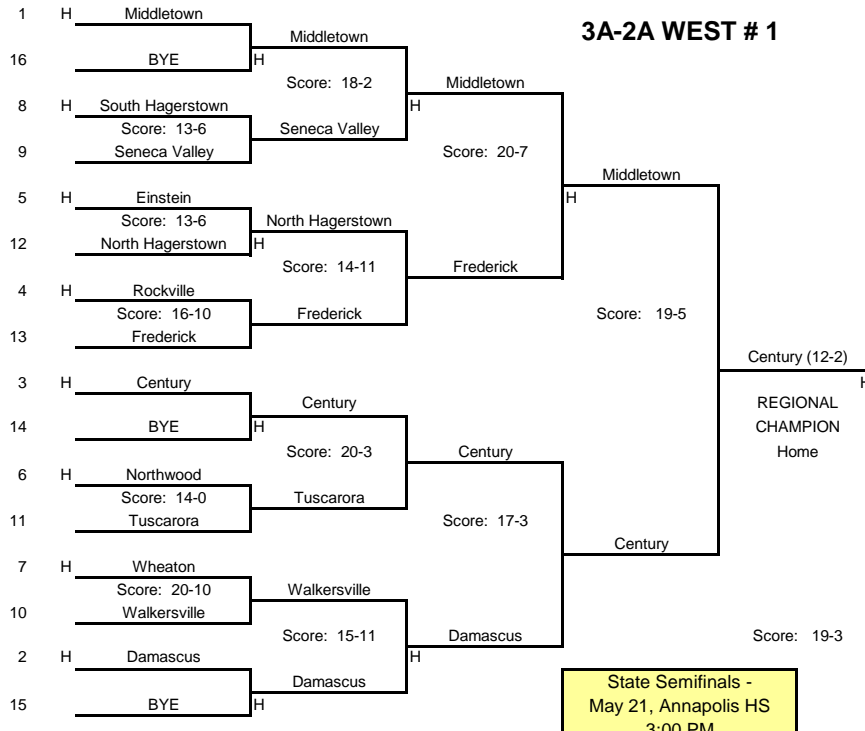 3A-2A WEST # 1
1 H Middletown
16 BYE
Middletown
H
Score: 18-2
8 H South Hagerstown
Score: 13-6
9 Seneca Valley
Seneca Valley
Middletown
H
Score: 20-7
5 H Einstein
Score: 13-6
12 North Hagerstown
North Hagerstown
H
Score: 14-11
4 H Rockville
Score: 16-10
13 Frederick
Frederick
Frederick
Middletown
H
Score: 19-5
3 H Century
14 BYE
Century
H
Score: 20-3
6 H Northwood
Score: 14-0
11 Tuscarora
Tuscarora
Century
Score: 17-3
7 H Wheaton
Score: 20-10
10 Walkersville
Walkersville
Score: 15-11
2 H Damascus
15 BYE
Damascus
H
Damascus
H
Century
Century (12-2)
H
REGIONAL
CHAMPION
Home
Score: 19-3
State Semifinals -
May 21, Annapolis HS
3:00 PM